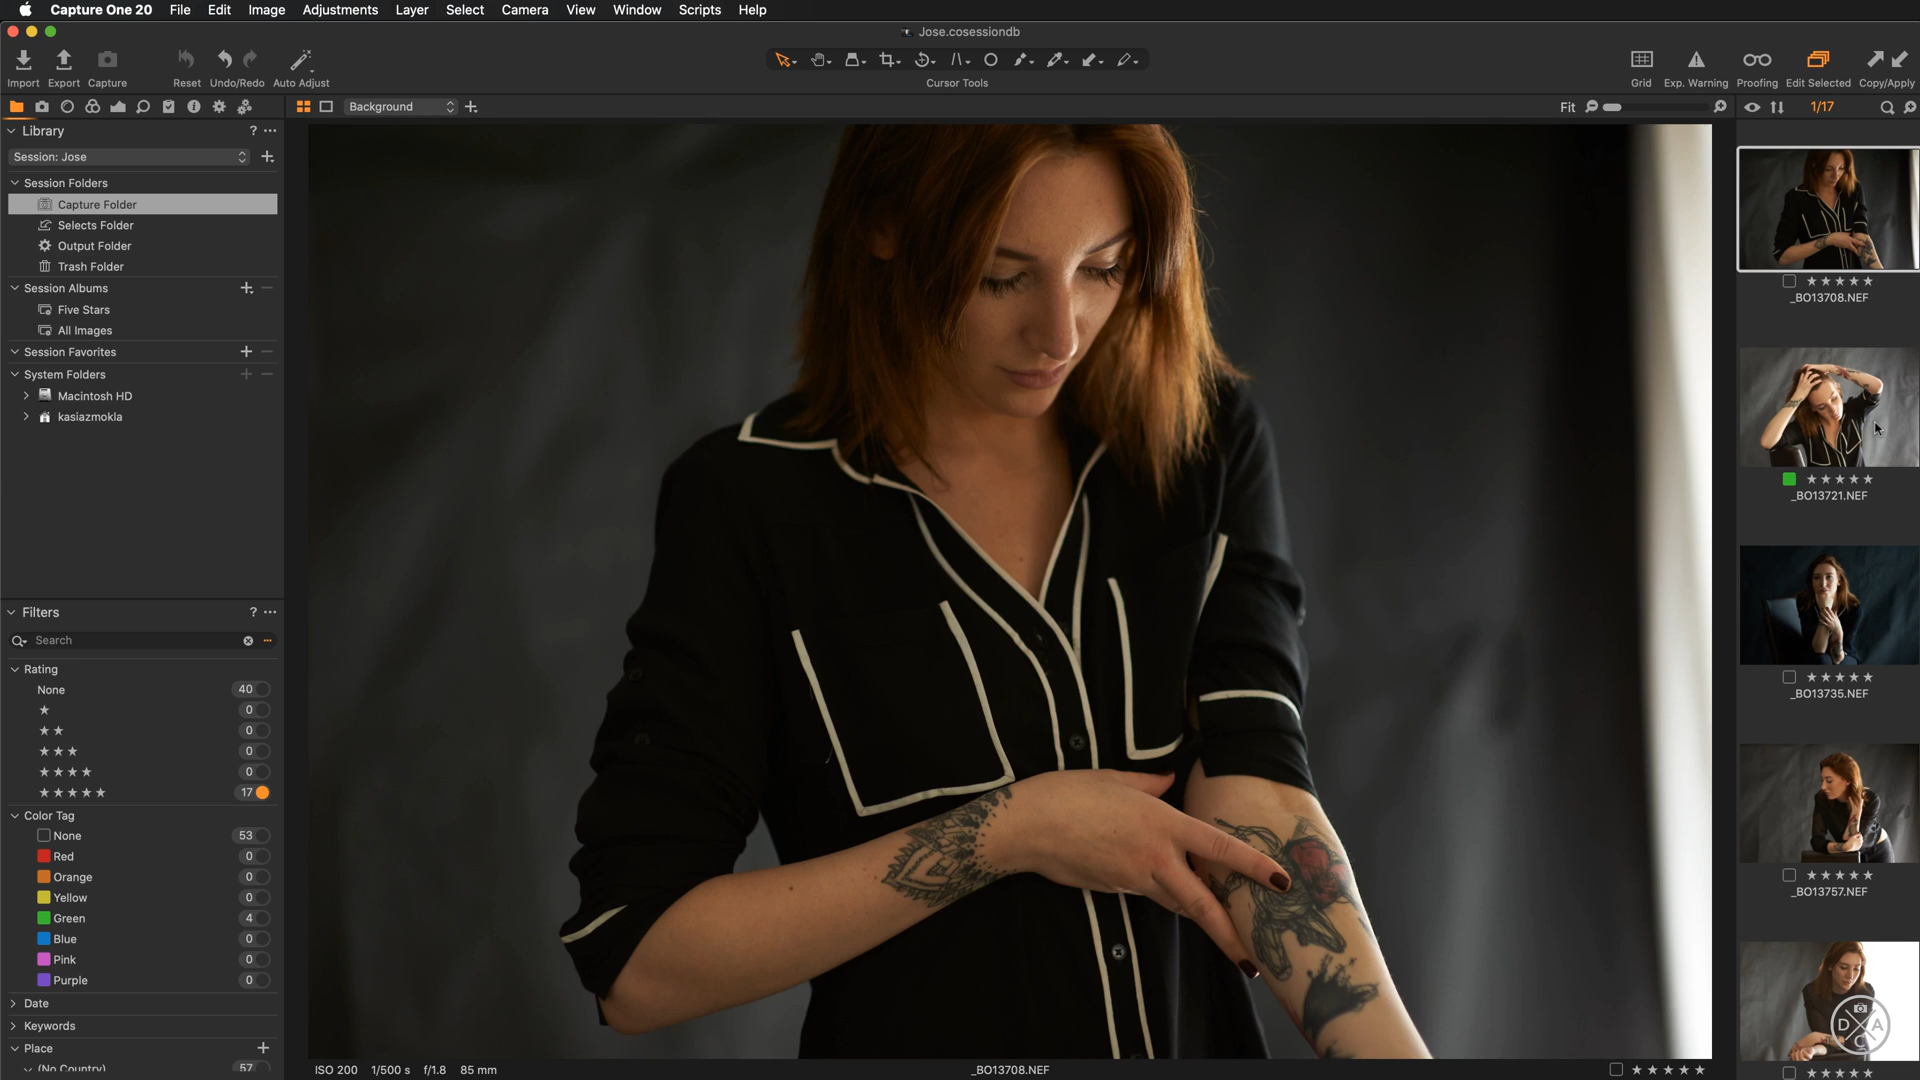 Capture One 20 File Edit Image Adjustments Layer Select Camera View Window Scripts Help
Jose.cosessiondb
Import Export Capture Reset Undo/Redo Auto Adjust Cursor Tools Grid Exp. Warning Proofing Edit Selected Copy/Apply
Background Fit 1/17
Library ?
Session: Jose
Session Folders
Capture Folder
Selects Folder
Output Folder
Trash Folder
Session Albums
Five Stars
All Images
Session Favorites
System Folders
Macintosh HD
kasiazmokla
Filters ?
Search
Rating
None 40
★ 0
★★ 0
★★★ 0
★★★★ 0
★★★★★ 17
Color Tag
None 53
Red 0
Orange 0
Yellow 0
Green 4
Blue 0
Pink 0
Purple 0
Date
Keywords
Place
(No Country) 57
ISO 200 1/500 s f/1.8 85 mm
_BO13708.NEF
_BO13708.NEF
_BO13721.NEF
_BO13735.NEF
_BO13757.NEF
D A
C